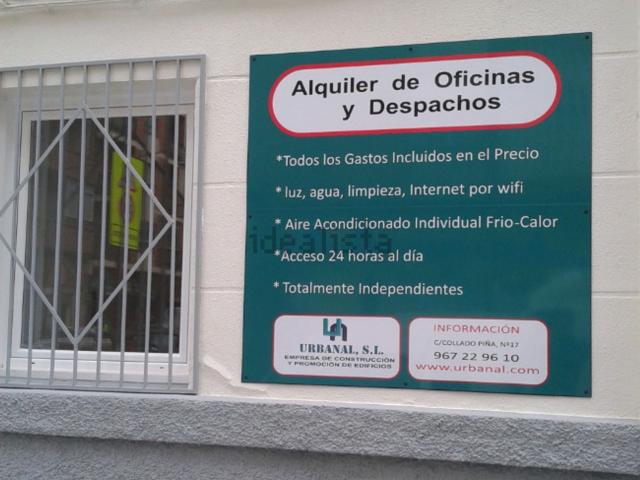 Alquiler de Oficinas
y Despachos
*Todos los Gastos Incluidos en el Precio
* luz, agua, limpieza, Internet por wifi
* Aire Acondicionado Individual Frio-Calor
idealista
*Acceso 24 horas al día
* Totalmente Independientes
URBANAL, S.L.
EMPRESA DE CONSTRUCCIÓN
Y PROMOCIÓN DE EDIFICIOS
INFORMACIÓN
C/COLLADO PIÑA, Nº17
967 22 96 10
www.urbanal.com